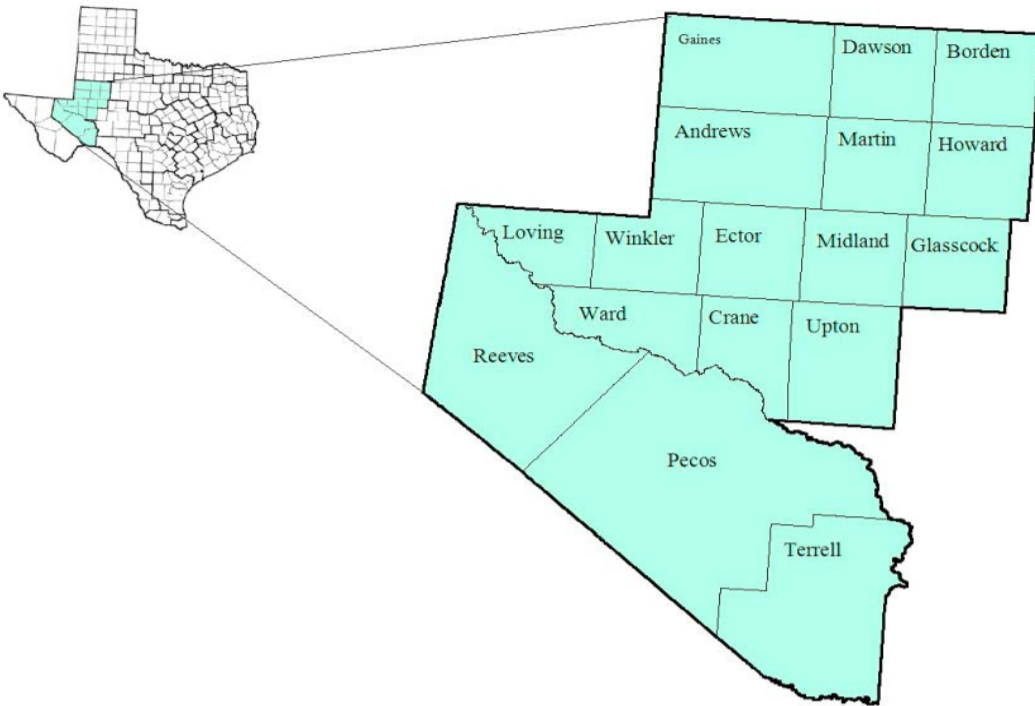 Gaines
Dawson
Borden
Andrews
Martin
Howard
Loving
Winkler
Ector
Midland
Glasscock
Ward
Crane
Upton
Reeves
Pecos
Terrell